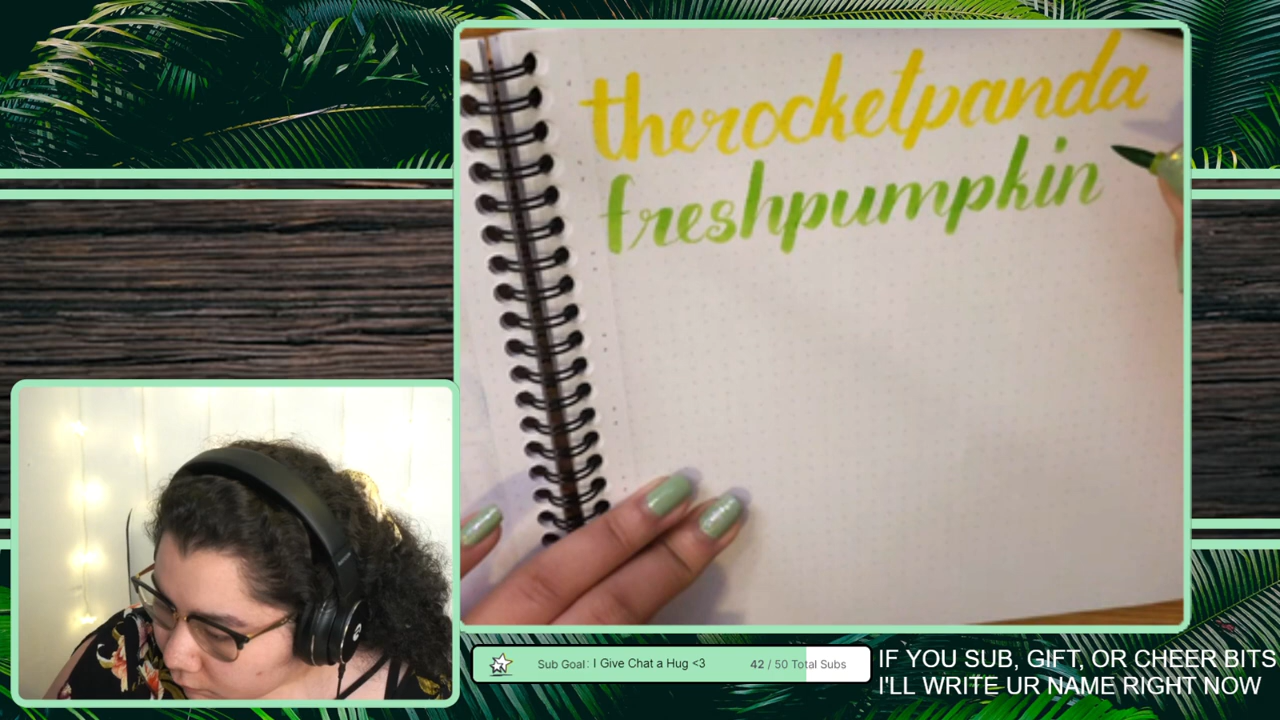 therocketpanda
freshpumpkin
Sub Goal: I Give Chat a Hug <3 42 / 50 Total Subs
IF YOU SUB, GIFT, OR CHEER BITS
I'LL WRITE UR NAME RIGHT NOW